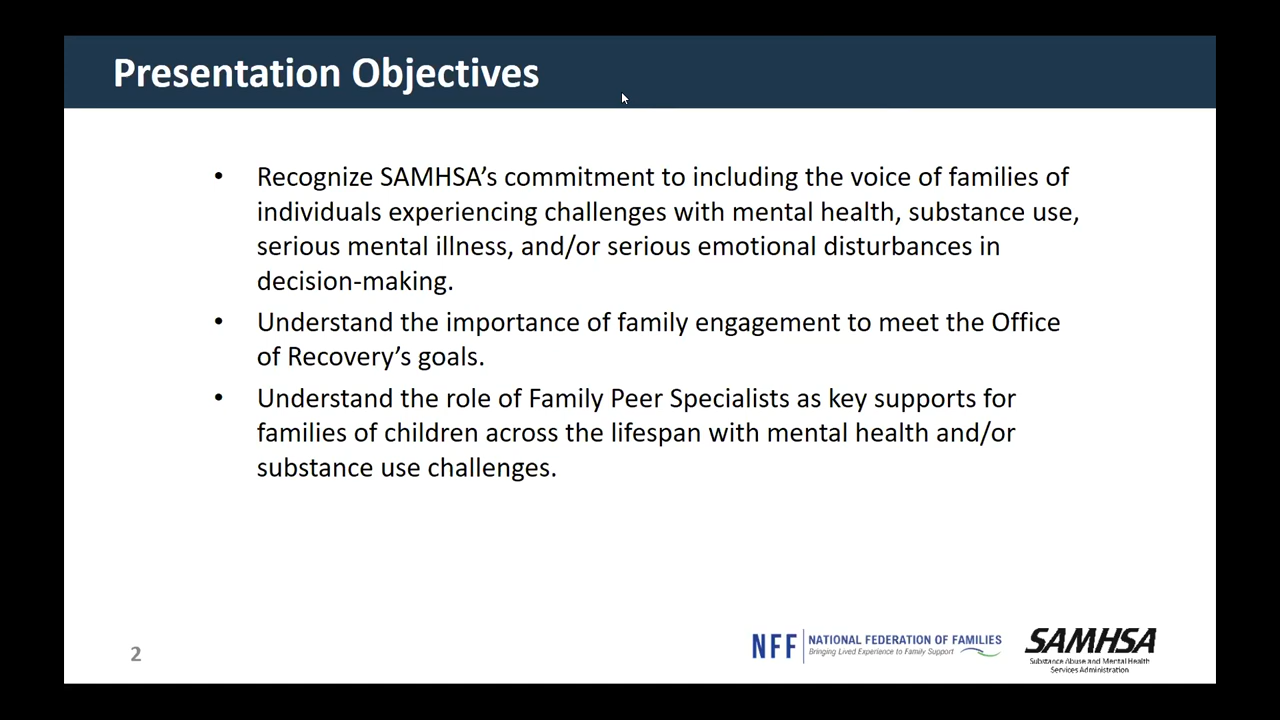 Presentation Objectives
• Recognize SAMHSA’s commitment to including the voice of families of
individuals experiencing challenges with mental health, substance use,
serious mental illness, and/or serious emotional disturbances in
decision-making.
• Understand the importance of family engagement to meet the Office
of Recovery’s goals.
• Understand the role of Family Peer Specialists as key supports for
families of children across the lifespan with mental health and/or
substance use challenges.
2
NFF
NATIONAL FEDERATION OF FAMILIES
Bringing Lived Experience to Family Support
SAMHSA
Substance Abuse and Mental Health
Services Administration